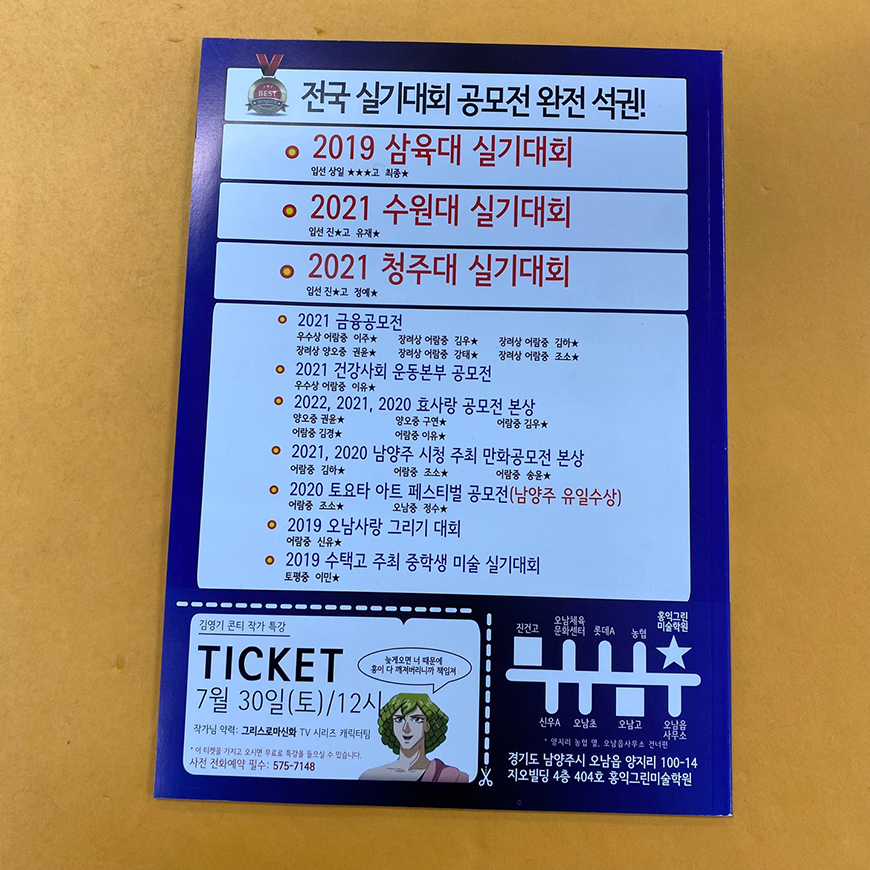 BEST
전국 실기대회 공모전 완전 석권!
2019 삼육대 실기대회
입선 상일 ★★★고 최종★
2021 수원대 실기대회
입선 진★고 유재★
2021 청주대 실기대회
입선 진★고 정예★
2021 금융공모전
우수상 어람중 이주★ 장려상 어람중 김우★ 장려상 어람중 김하★
장려상 양오중 권윤★ 장려상 어람중 강태★ 장려상 어람중 조소★
2021 건강사회 운동본부 공모전
우수상 어람중 이유★
2022, 2021, 2020 효사랑 공모전 본상
양오중 권윤★ 양오중 구연★ 어람중 김우★
어람중 김경★ 어람중 이유★
2021, 2020 남양주 시청 주최 만화공모전 본상
어람중 김하★ 어람중 조소★ 어람중 송윤★
2020 토요타 아트 페스티벌 공모전(남양주 유일수상)
어람중 조소★ 오남중 정수★
2019 오남사랑 그리기 대회
어람중 신유★
2019 수택고 주최 중학생 미술 실기대회
토평중 이민★
김영기 콘티 작가 특강
TICKET
7월 30일(토)/12시
늦게오면 너 때문에
흥이 다 깨져버리니까 책임져
작가님 약력: 그리스로마신화 TV 시리즈 캐릭터팀
* 이 티켓을 가지고 오시면 무료로 특강을 들으실 수 있습니다.
사전 전화예약 필수: 575-7148
진건고 오남체육 문화센터 롯데A 농협 홍익그린 미술학원
신우A 오남초 오남고 오남읍 사무소
* 양지리 농협 옆, 오남읍사무소 건너편
경기도 남양주시 오남읍 양지리 100-14
지오빌딩 4층 404호 홍익그린미술학원